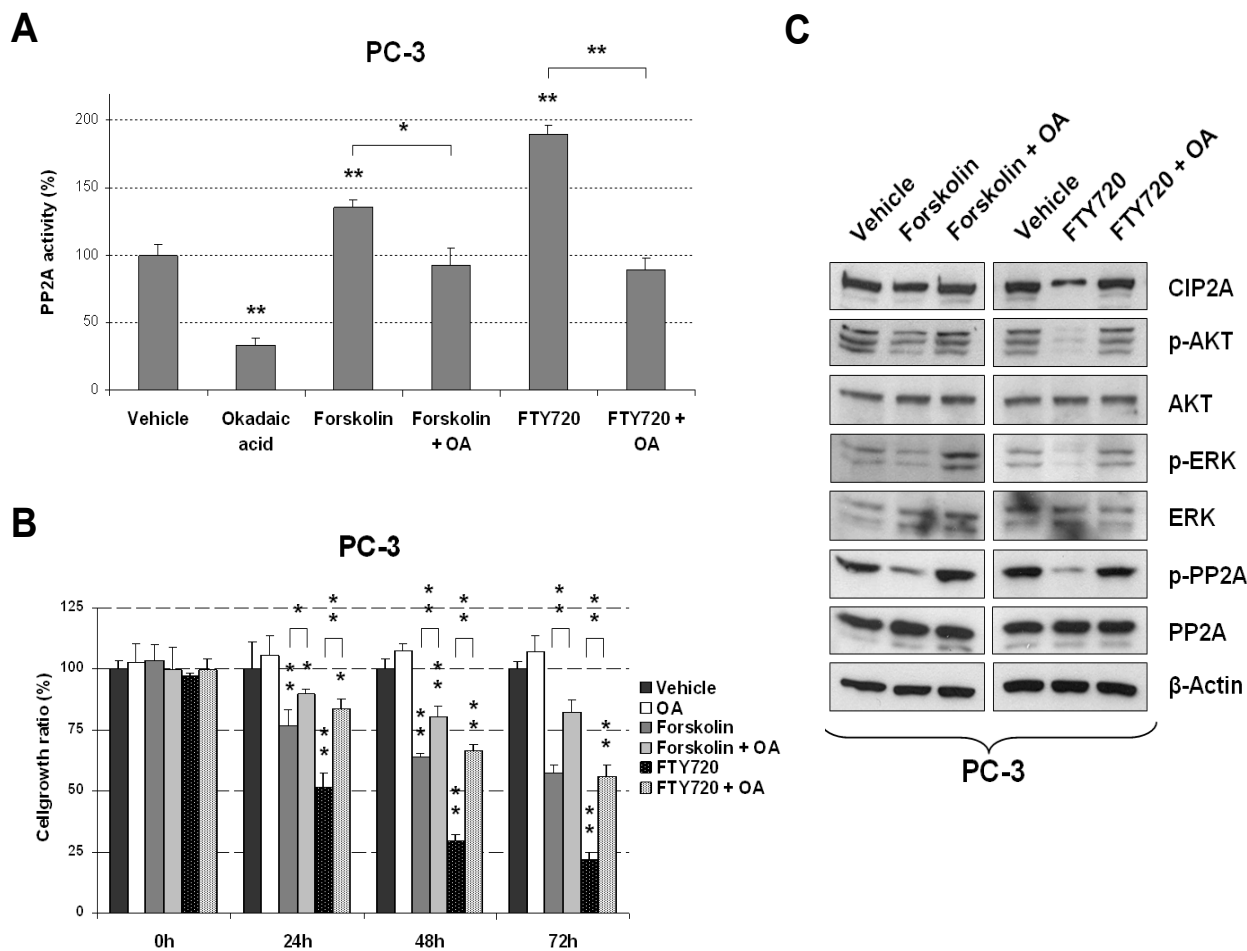 A
PC-3
**
**
*
**
**
PP2A activity (%)
200
150
100
50
0
Vehicle
Okadaic
acid
Forskolin
Forskolin
+ OA
FTY720
FTY720 +
OA
B
PC-3
Cellgrowth ratio (%)
125
100
75
50
25
0
* ** ** ** ** **
** * ** * ** ** ** ** ** **
0h
24h
48h
72h
Vehicle
OA
Forskolin
Forskolin + OA
FTY720
FTY720 + OA
C
Vehicle
Forskolin
Forskolin + OA
Vehicle
FTY720
FTY720 + OA
CIP2A
p-AKT
AKT
p-ERK
ERK
p-PP2A
PP2A
β-Actin
PC-3